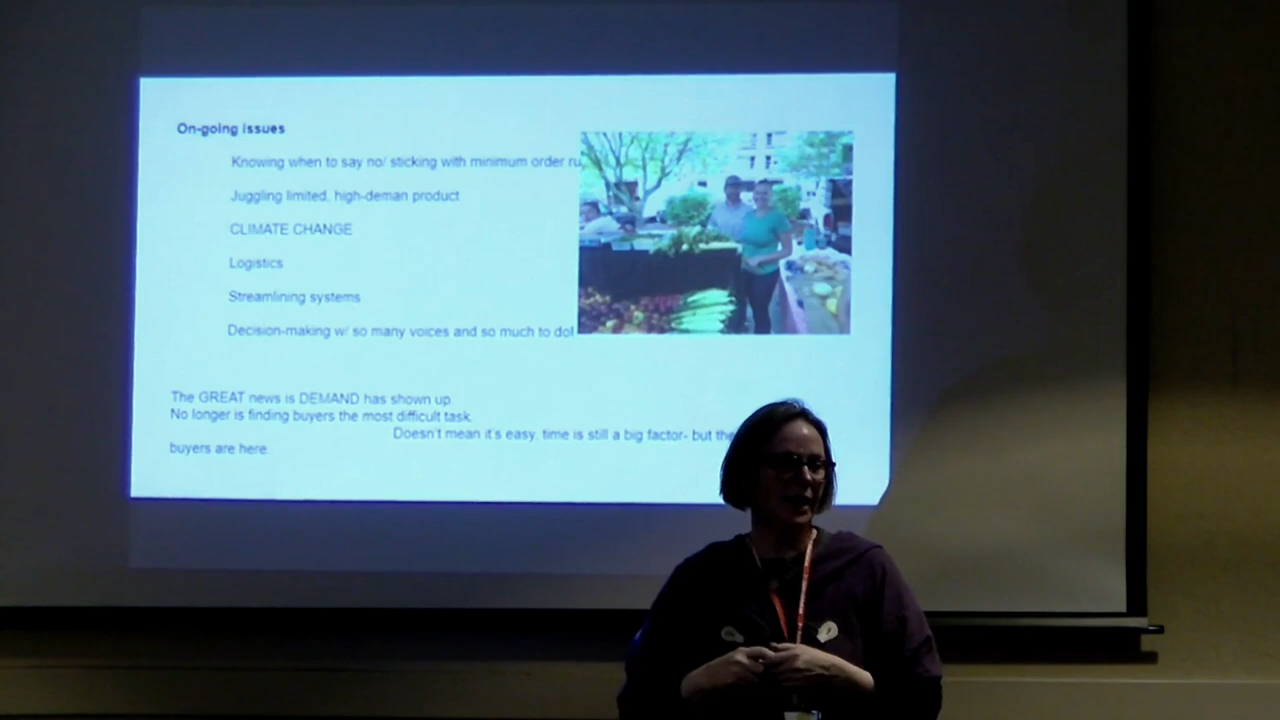 On-going issues
Knowing when to say no/ sticking with minimum order ru
Juggling limited, high-deman product
CLIMATE CHANGE
Logistics
Streamlining systems
Decision-making w/ so many voices and so much to do!
The GREAT news is DEMAND has shown up.
No longer is finding buyers the most difficult task.
Doesn't mean it's easy, time is still a big factor- but the
buyers are here.